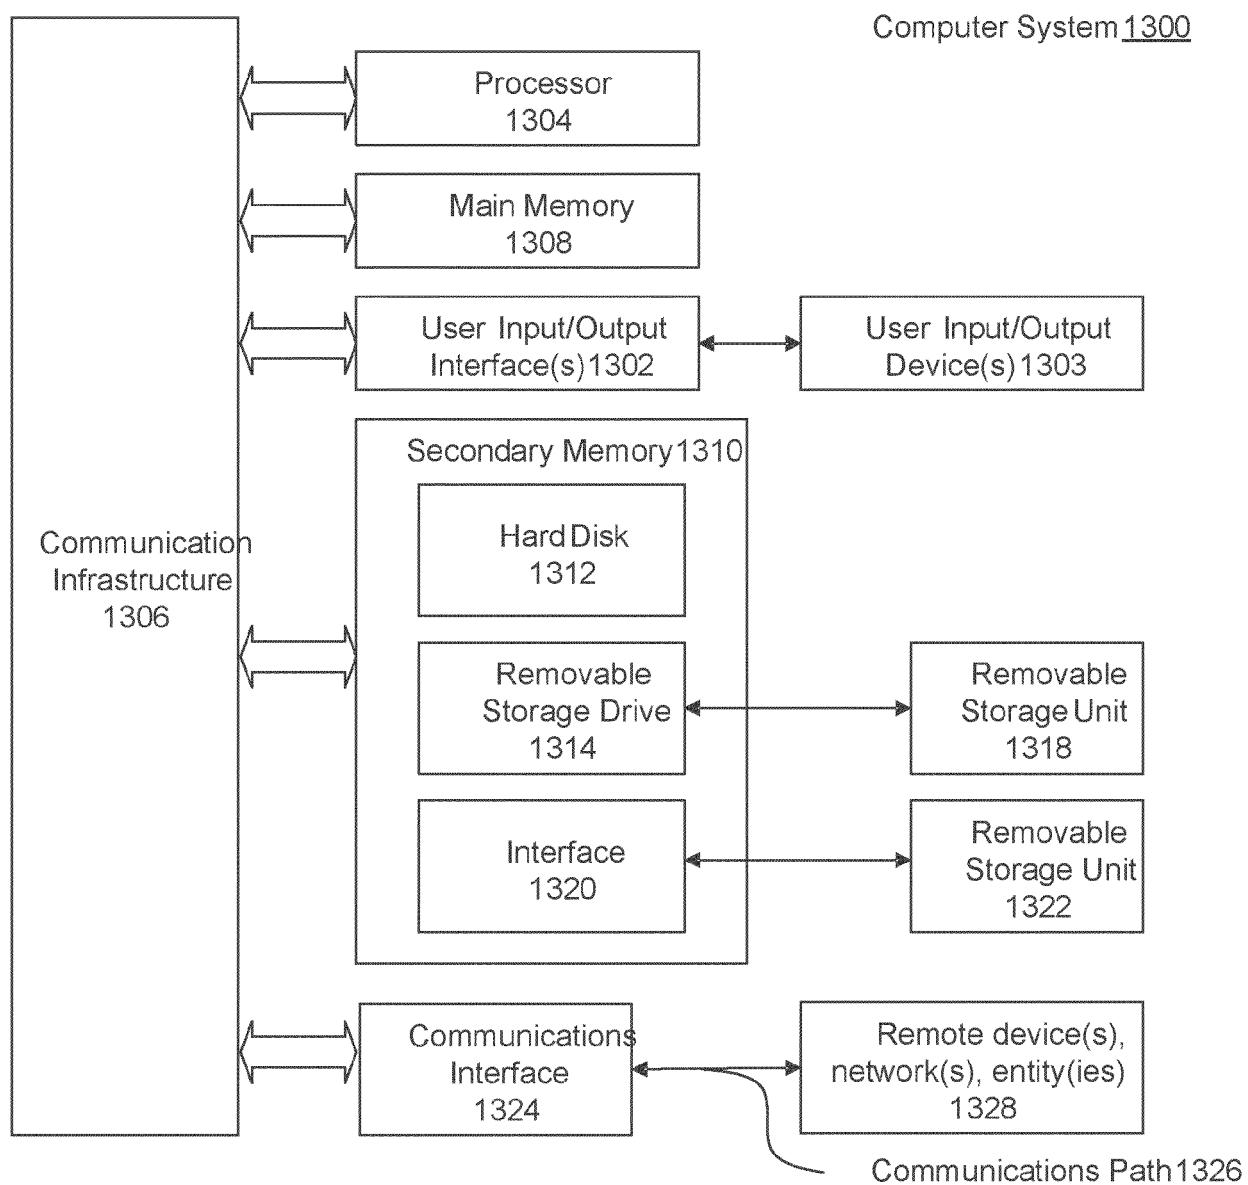 Computer System 1300
Processor
1304
Main Memory
1308
User Input/Output
Interface(s) 1302
User Input/Output
Device(s) 1303
Secondary Memory 1310
Hard Disk
1312
Communication
Infrastructure
1306
Removable
Storage Drive
1314
Removable
Storage Unit
1318
Interface
1320
Removable
Storage Unit
1322
Communications
Interface
1324
Remote device(s),
network(s), entity(ies)
1328
Communications Path 1326